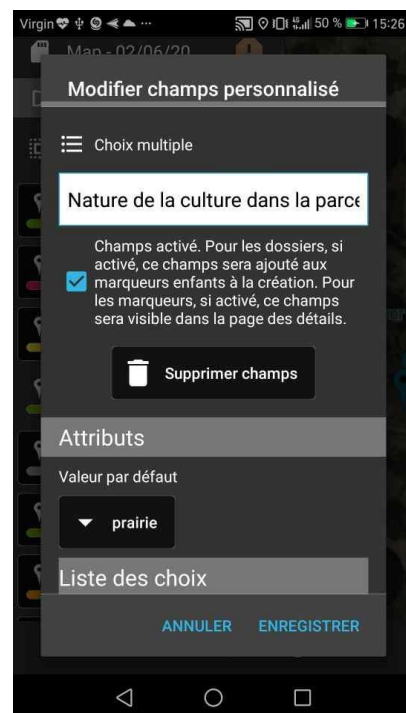 Virgin ... 50 % 15:26
Map - 02/06/20
Modifier champs personnalisé
Choix multiple
Nature de la culture dans la parce
Champs activé. Pour les dossiers, si
activé, ce champs sera ajouté aux
marqueurs enfants à la création. Pour
les marqueurs, si activé, ce champs
sera visible dans la page des détails.
Supprimer champs
Attributs
Valeur par défaut
prairie
Liste des choix
ANNULER ENREGISTRER